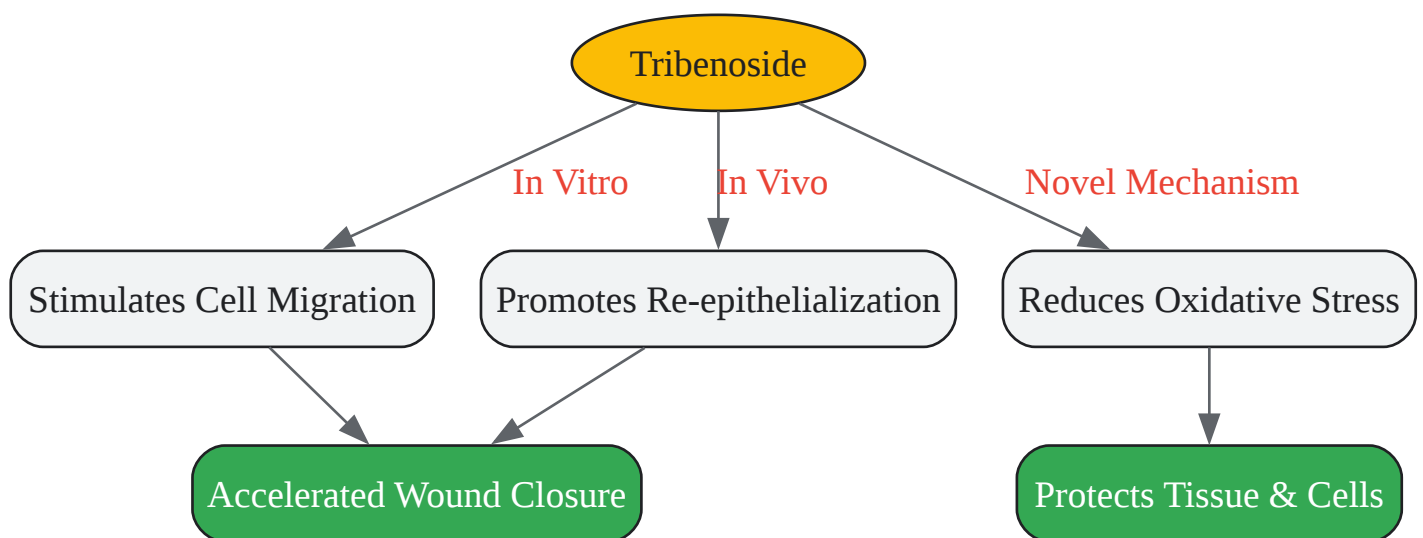 Tribenoside
In Vitro
In Vivo
Novel Mechanism
Stimulates Cell Migration
Promotes Re-epithelialization
Reduces Oxidative Stress
Accelerated Wound Closure
Protects Tissue & Cells